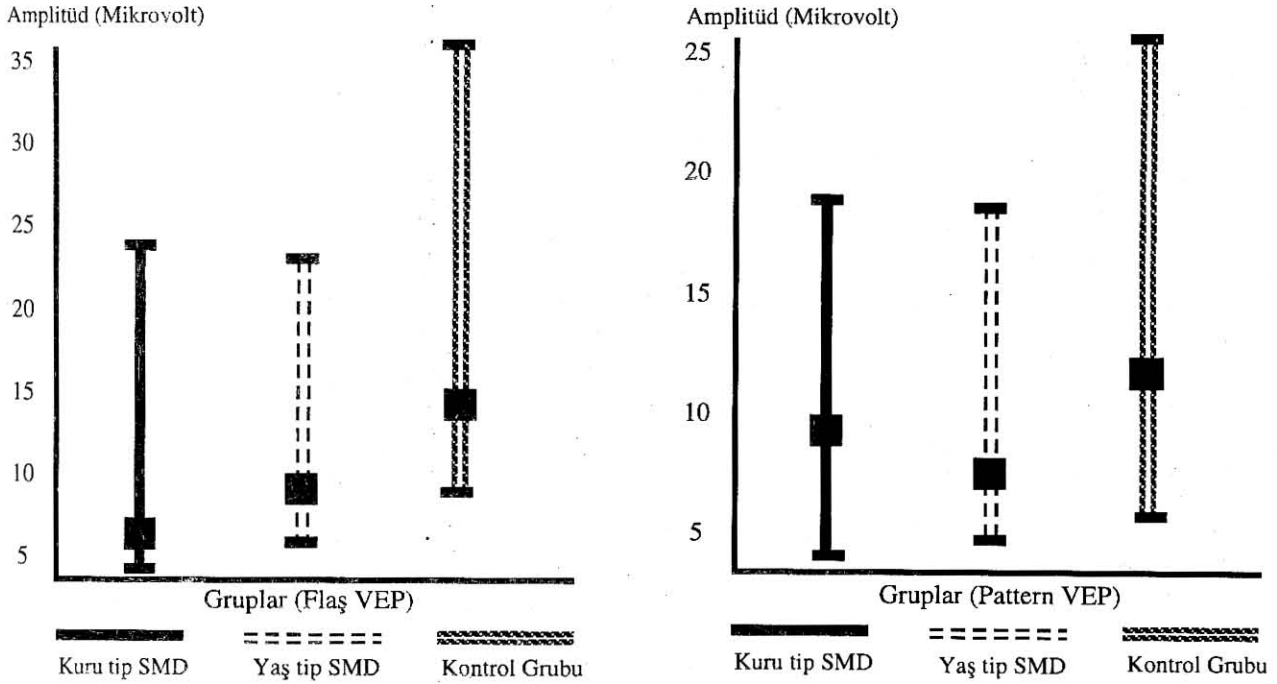 Amplitüd (Mikrovolt)
35
30
25
20
15
10
5
Gruplar (Flaş VEP)
Kuru tip SMD
Yaş tip SMD
Kontrol Grubu
Amplitüd (Mikrovolt)
25
20
15
10
5
Gruplar (Pattern VEP)
Kuru tip SMD
Yaş tip SMD
Kontrol Grubu